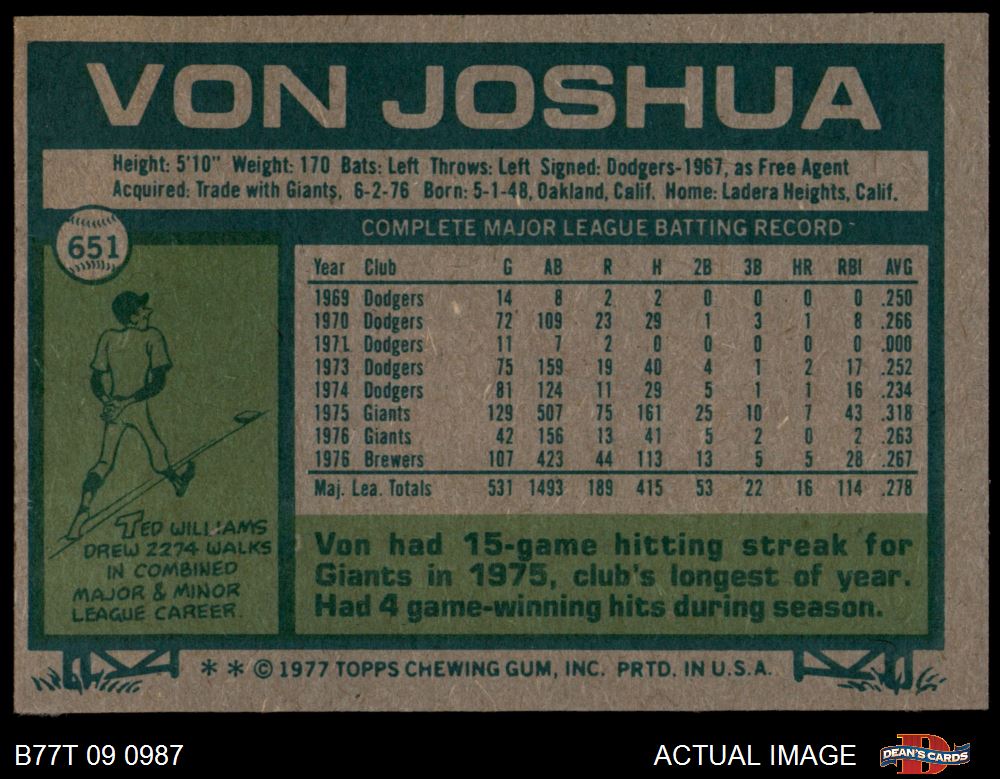 VON JOSHUA
Height: 5'10" Weight: 170 Bats: Left Throws: Left Signed: Dodgers-1967, as Free Agent
Acquired: Trade with Giants, 6-2-76 Born: 5-1-48, Oakland, Calif. Home: Ladera Heights, Calif.
651
COMPLETE MAJOR LEAGUE BATTING RECORD
Year Club G AB R H 2B 3B HR RBI AVG
1969 Dodgers 14 8 2 2 0 0 0 0 .250
1970 Dodgers 72 109 23 29 1 3 1 8 .266
1971 Dodgers 11 7 2 0 0 0 0 0 .000
1973 Dodgers 75 159 19 40 4 1 2 17 .252
1974 Dodgers 81 124 11 29 5 1 1 16 .234
1975 Giants 129 507 75 161 25 10 7 43 .318
1976 Giants 42 156 13 41 5 2 0 2 .263
1976 Brewers 107 423 44 113 13 5 5 28 .267
Maj. Lea. Totals 531 1493 189 415 53 22 16 114 .278
TED WILLIAMS
DREW 2274 WALKS
IN COMBINED
MAJOR & MINOR
LEAGUE CAREER.
Von had 15-game hitting streak for
Giants in 1975, club's longest of year.
Had 4 game-winning hits during season.
* * © 1977 TOPPS CHEWING GUM, INC. PRTD. IN U.S.A.
B77T 09 0987
ACTUAL IMAGE
DEAN'S CARDS